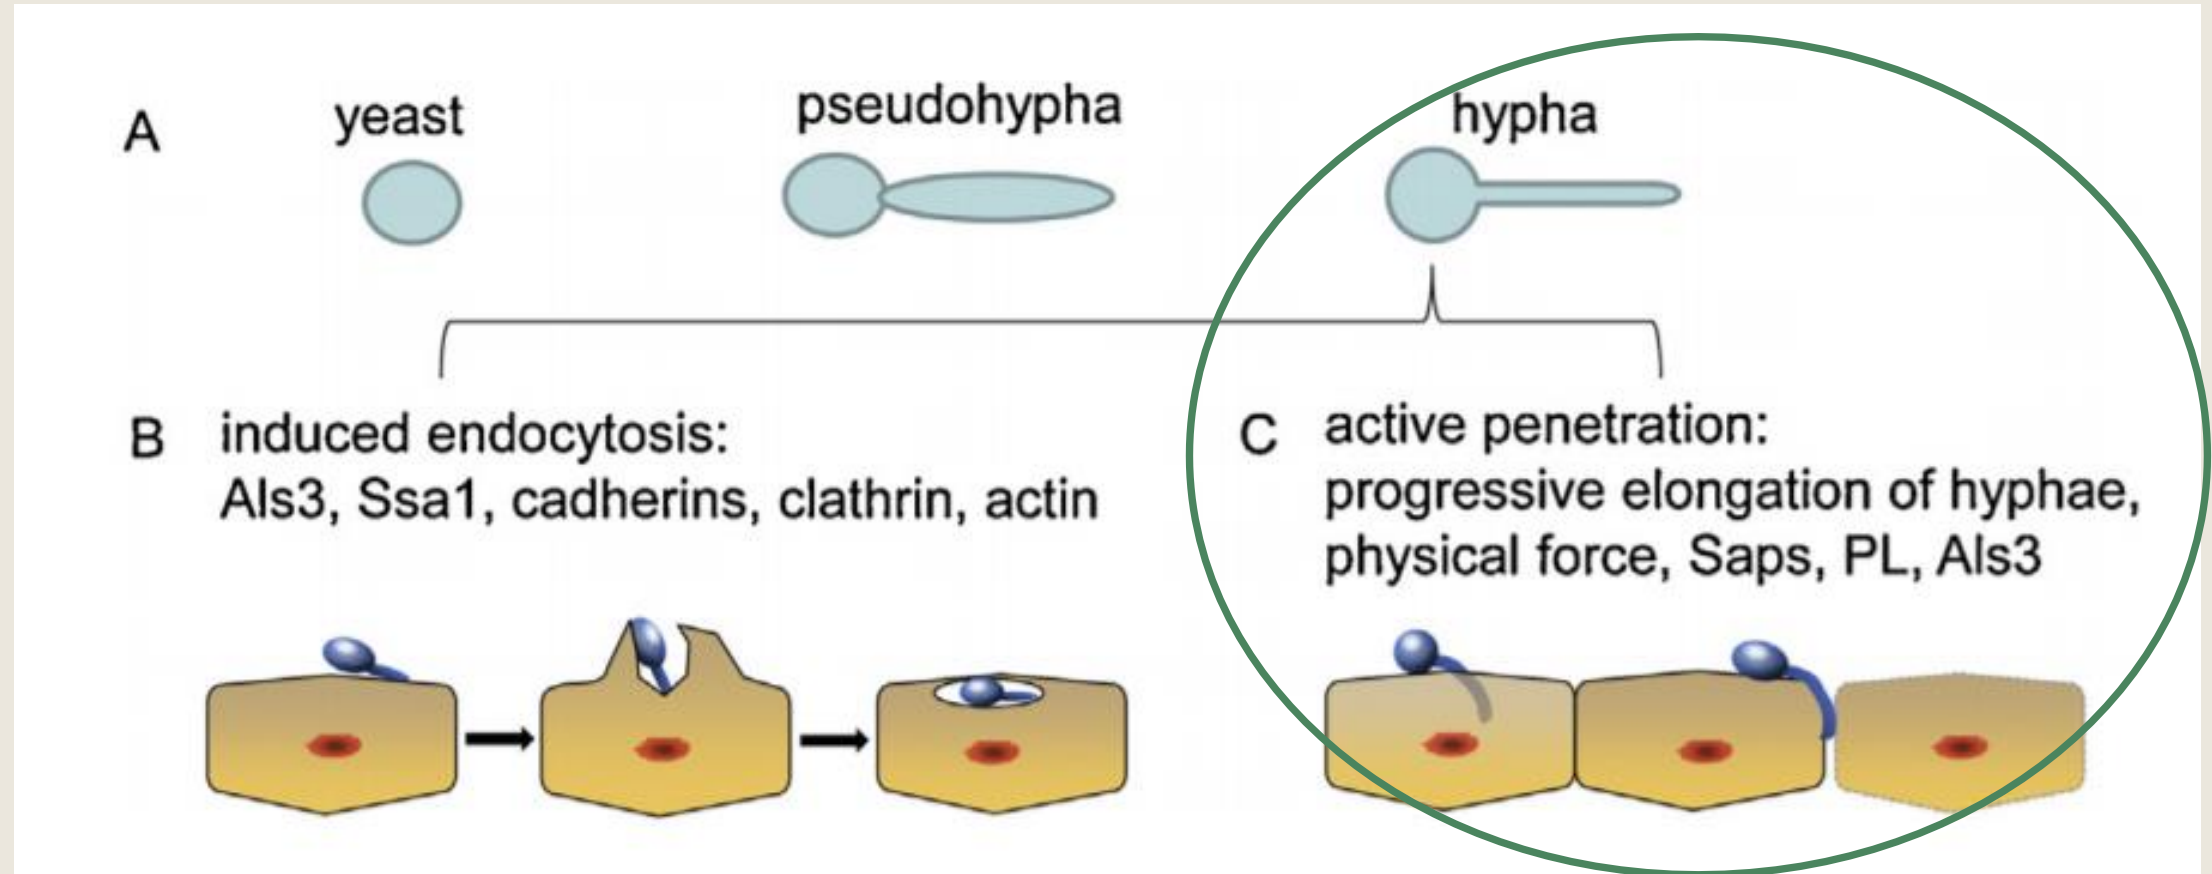 A yeast pseudohypha hypha
B induced endocytosis:
Als3, Ssa1, cadherins, clathrin, actin
C active penetration:
progressive elongation of hyphae,
physical force, Saps, PL, Als3